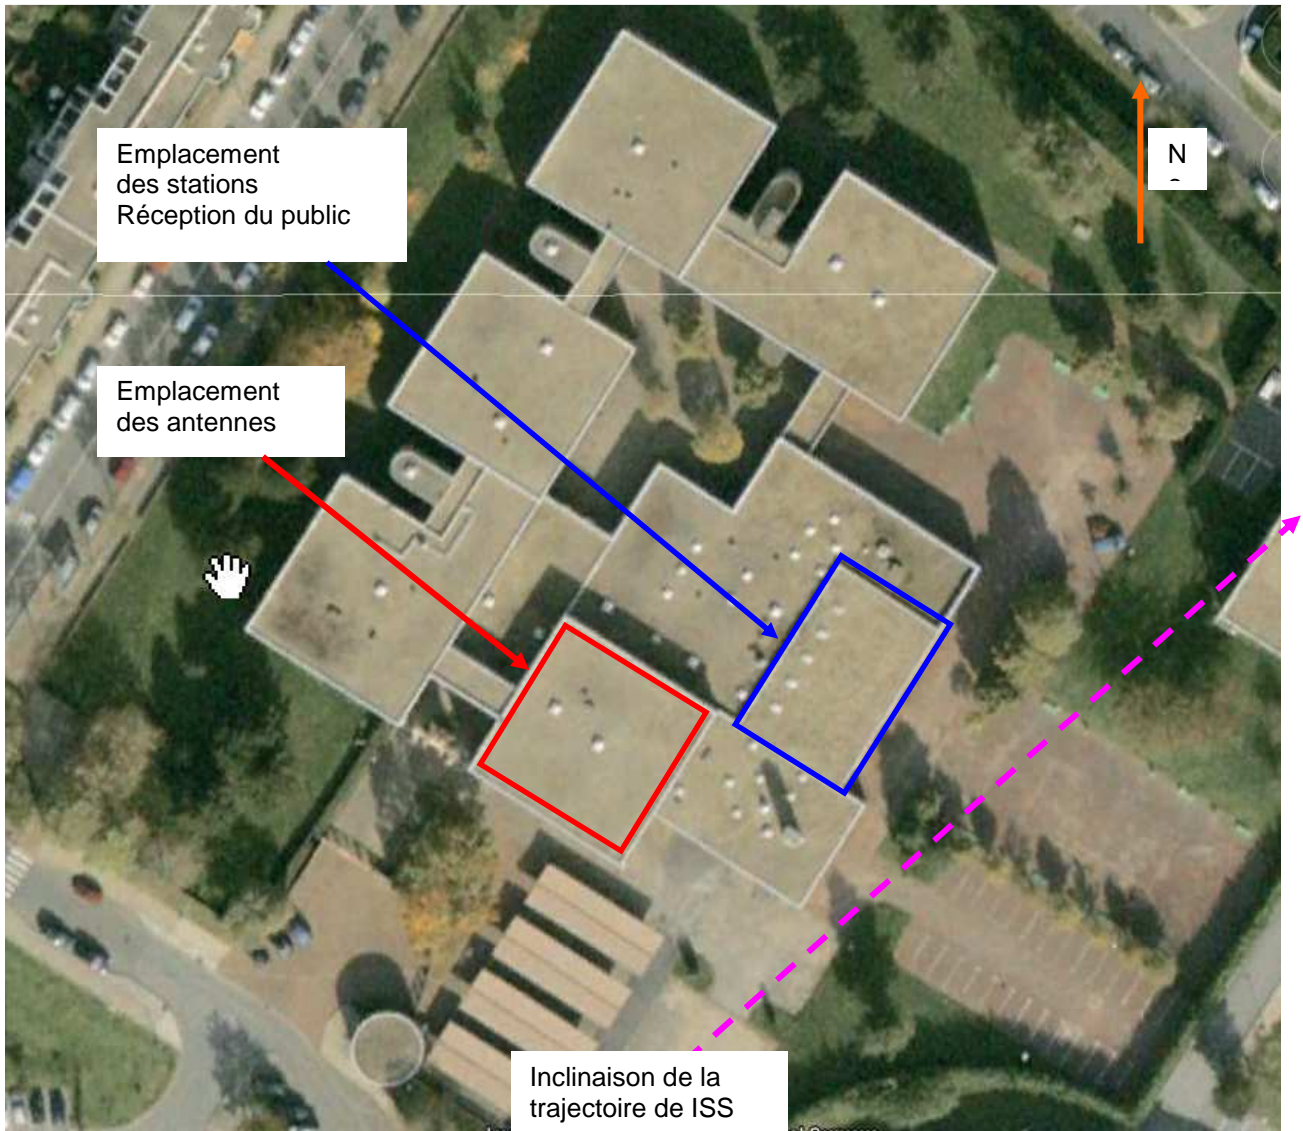 Emplacement
des stations
Réception du public
N
Emplacement
des antennes
Inclinaison de la
trajectoire de ISS